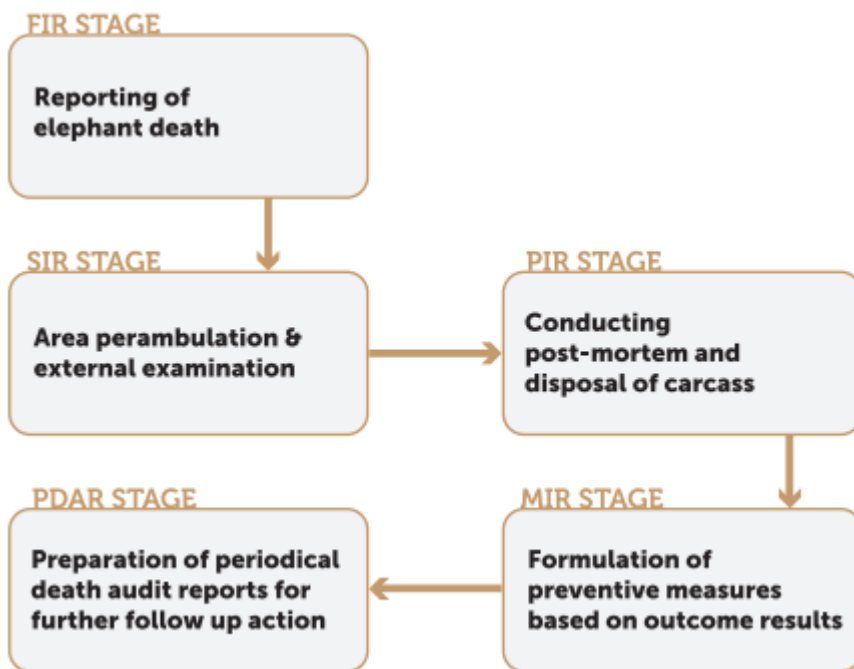 FIR STAGE
Reporting of
elephant death
SIR STAGE
Area perambulation &
external examination
PIR STAGE
Conducting
post-mortem and
disposal of carcass
MIR STAGE
Formulation of
preventive measures
based on outcome results
PDAR STAGE
Preparation of periodical
death audit reports for
further follow up action